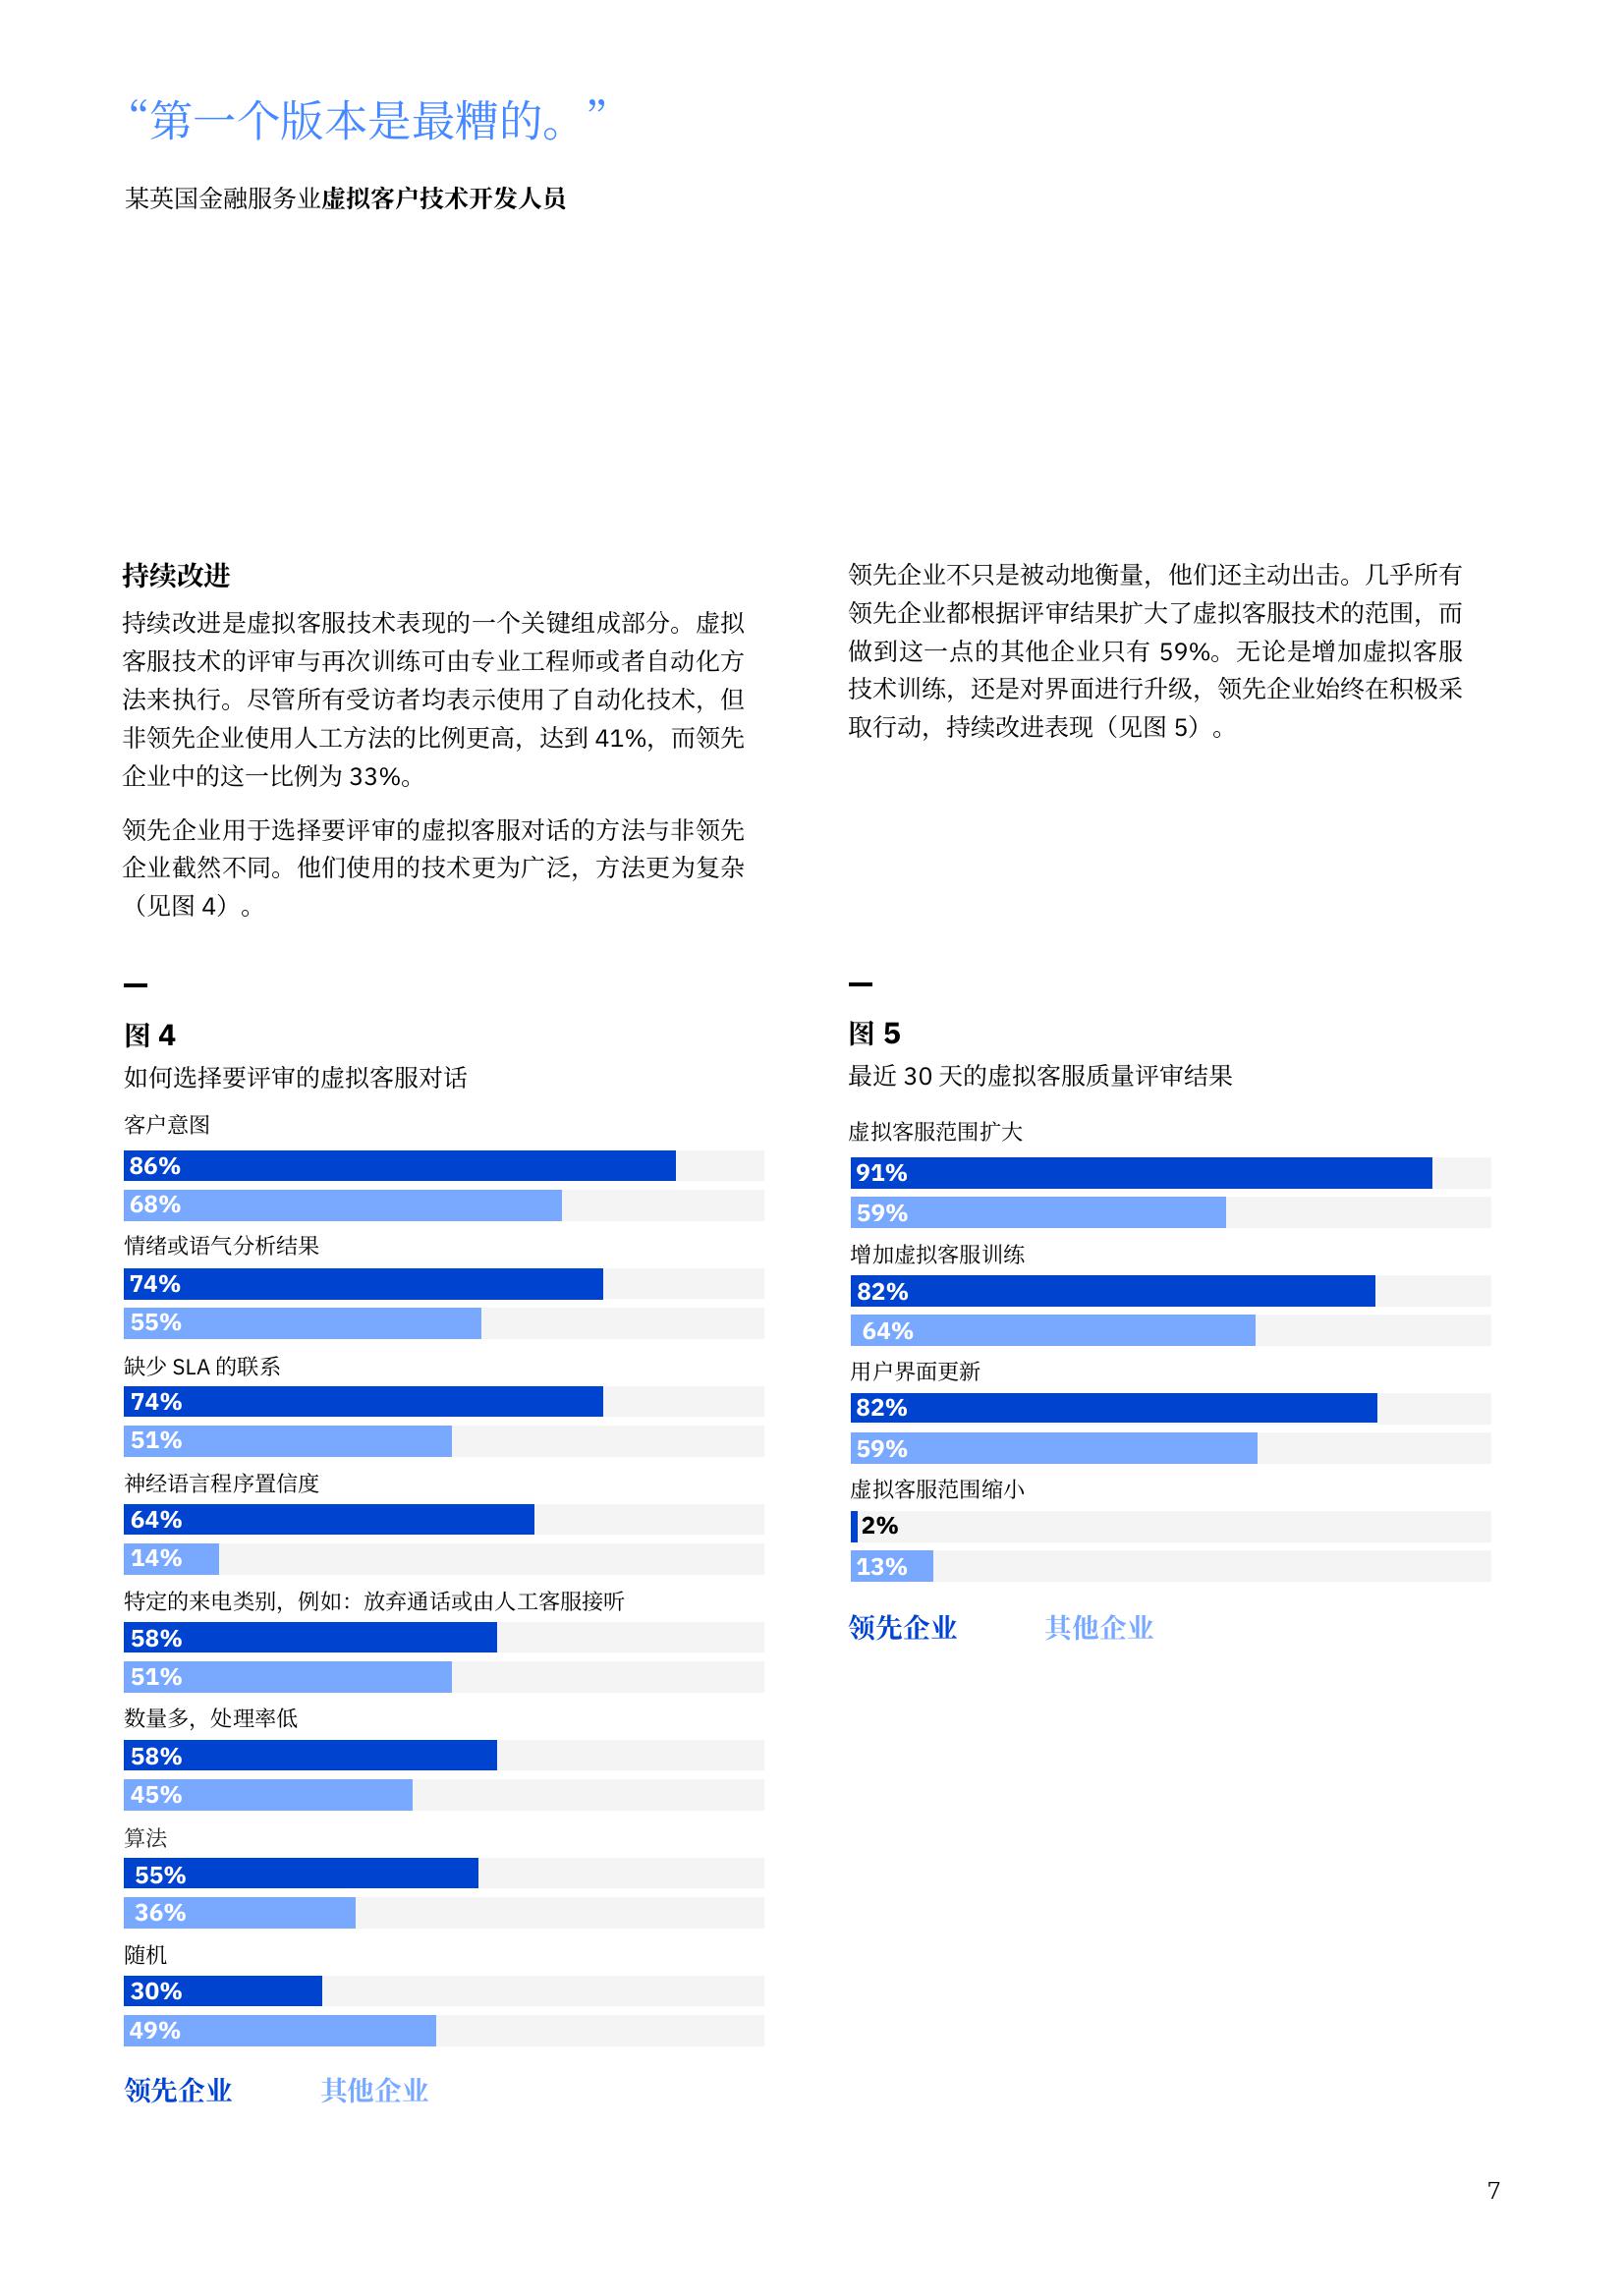 “第一个版本是最糟的。”
某英国金融服务业虚拟客户技术开发人员
持续改进
持续改进是虚拟客服技术表现的一个关键组成部分。虚拟
客服技术的评审与再次训练可由专业工程师或者自动化方
法来执行。尽管所有受访者均表示使用了自动化技术，但
非领先企业使用人工方法的比例更高，达到 41%，而领先
企业中的这一比例为 33%。
领先企业用于选择要评审的虚拟客服对话的方法与非领先
企业截然不同。他们使用的技术更为广泛，方法更为复杂
（见图 4）。
领先企业不只是被动地衡量，他们还主动出击。几乎所有
领先企业都根据评审结果扩大了虚拟客服技术的范围，而
做到这一点的其他企业只有 59%。无论是增加虚拟客服
技术训练，还是对界面进行升级，领先企业始终在积极采
取行动，持续改进表现（见图 5）。
图 4
如何选择要评审的虚拟客服对话
客户意图
86%
68%
情绪或语气分析结果
74%
55%
缺少 SLA 的联系
74%
51%
神经语言程序置信度
64%
14%
特定的来电类别，例如：放弃通话或由人工客服接听
58%
51%
数量多，处理率低
58%
45%
算法
55%
36%
随机
30%
49%
领先企业 其他企业
图 5
最近 30 天的虚拟客服质量评审结果
虚拟客服范围扩大
91%
59%
增加虚拟客服训练
82%
64%
用户界面更新
82%
59%
虚拟客服范围缩小
2%
13%
领先企业 其他企业
7